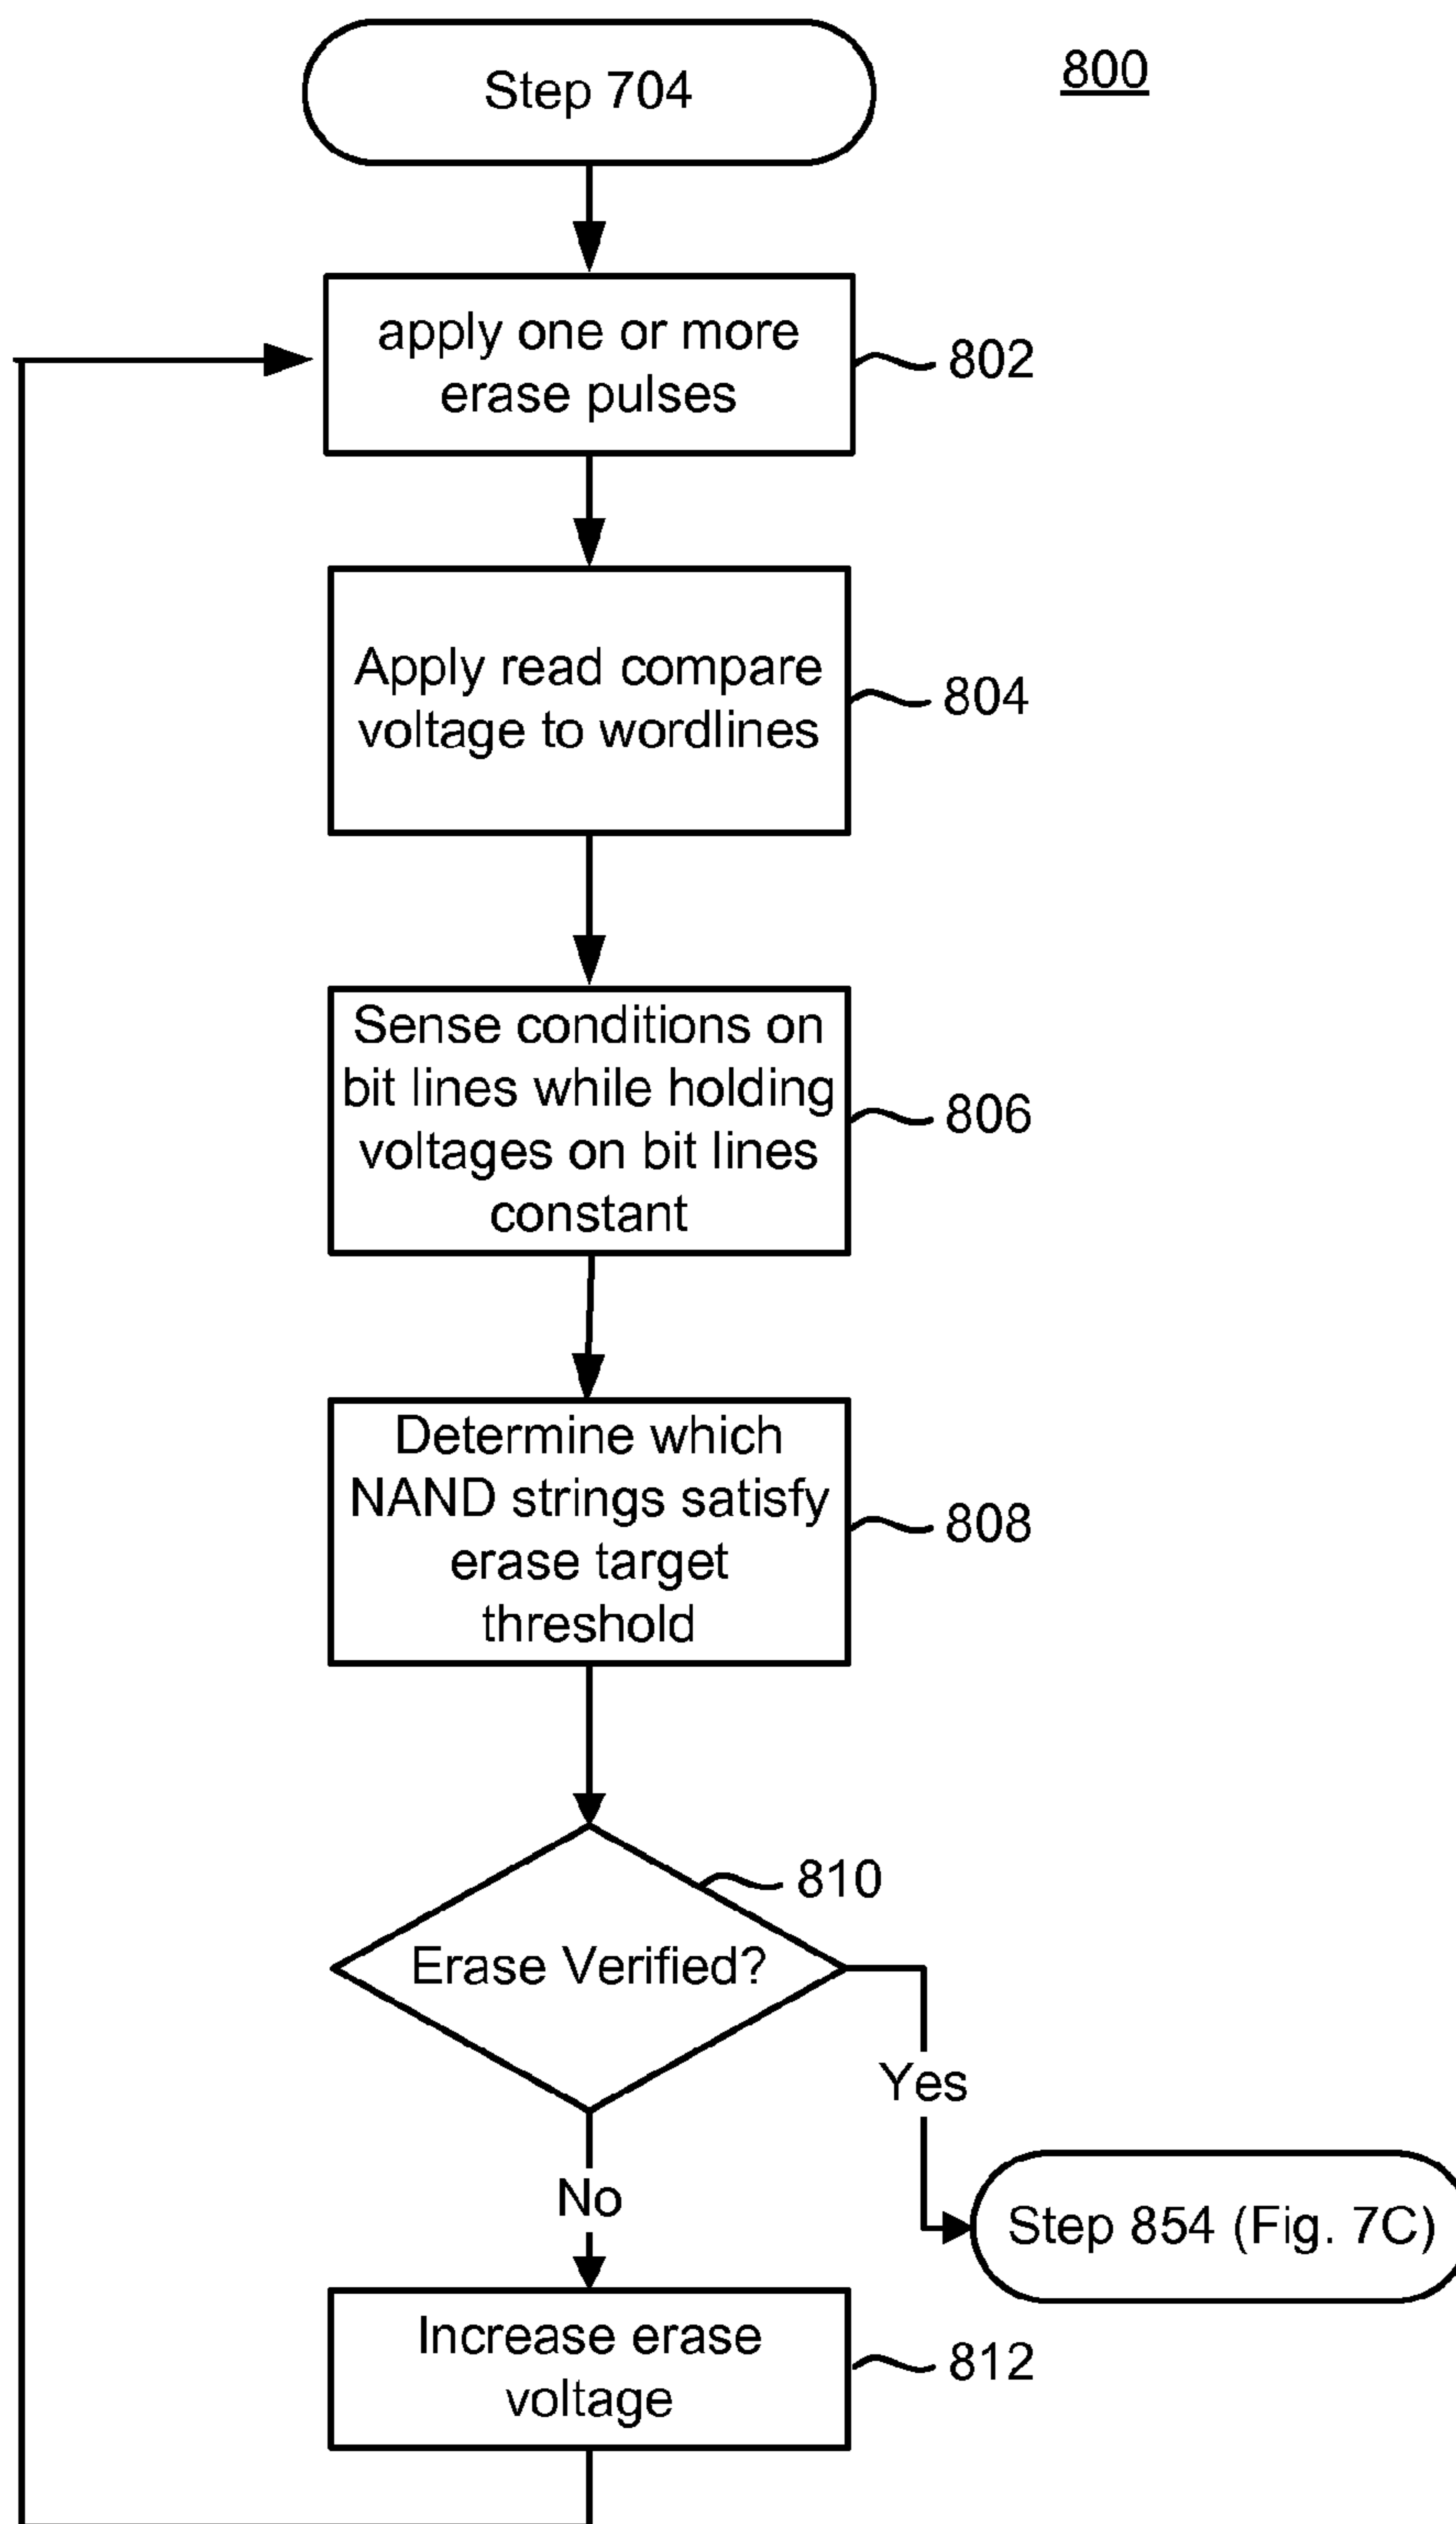 Step 704
800
apply one or more
erase pulses
802
Apply read compare
voltage to wordlines
804
Sense conditions on
bit lines while holding
voltages on bit lines
constant
806
Determine which
NAND strings satisfy
erase target
threshold
808
810
Erase Verified?
Yes
No
Step 854 (Fig. 7C)
Increase erase
voltage
812